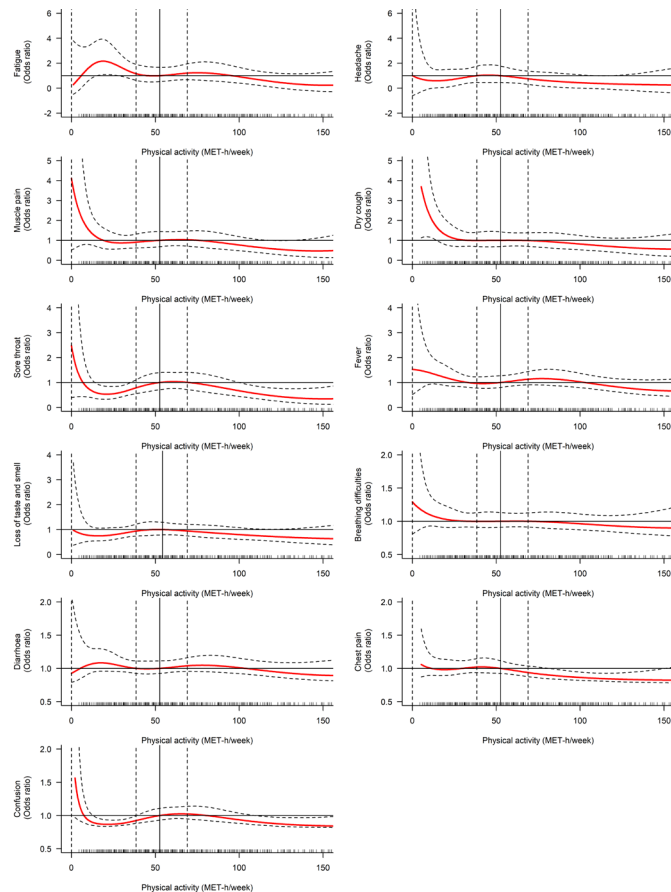 Fatigue
(Odds ratio)
6
4
2
0
-2
0 50 100 150
Physical activity (MET-h/week)
Headache
(Odds ratio)
6
4
2
0
-2
0 50 100 150
Physical activity (MET-h/week)
Muscle pain
(Odds ratio)
5
4
3
2
1
0
0 50 100 150
Physical activity (MET-h/week)
Dry cough
(Odds ratio)
5
4
3
2
1
0
0 50 100 150
Physical activity (MET-h/week)
Sore throat
(Odds ratio)
4
3
2
1
0
0 50 100 150
Physical activity (MET-h/week)
Fever
(Odds ratio)
4
3
2
1
0
0 50 100 150
Physical activity (MET-h/week)
Loss of taste and smell
(Odds ratio)
4
3
2
1
0
0 50 100 150
Physical activity (MET-h/week)
Breathing difficulties
(Odds ratio)
2.0
1.5
1.0
0.5
0 50 100 150
Physical activity (MET-h/week)
Diarrhoea
(Odds ratio)
2.0
1.5
1.0
0.5
0 50 100 150
Physical activity (MET-h/week)
Chest pain
(Odds ratio)
2.0
1.5
1.0
0.5
0 50 100 150
Physical activity (MET-h/week)
Confusion
(Odds ratio)
2.0
1.5
1.0
0.5
0 50 100 150
Physical activity (MET-h/week)